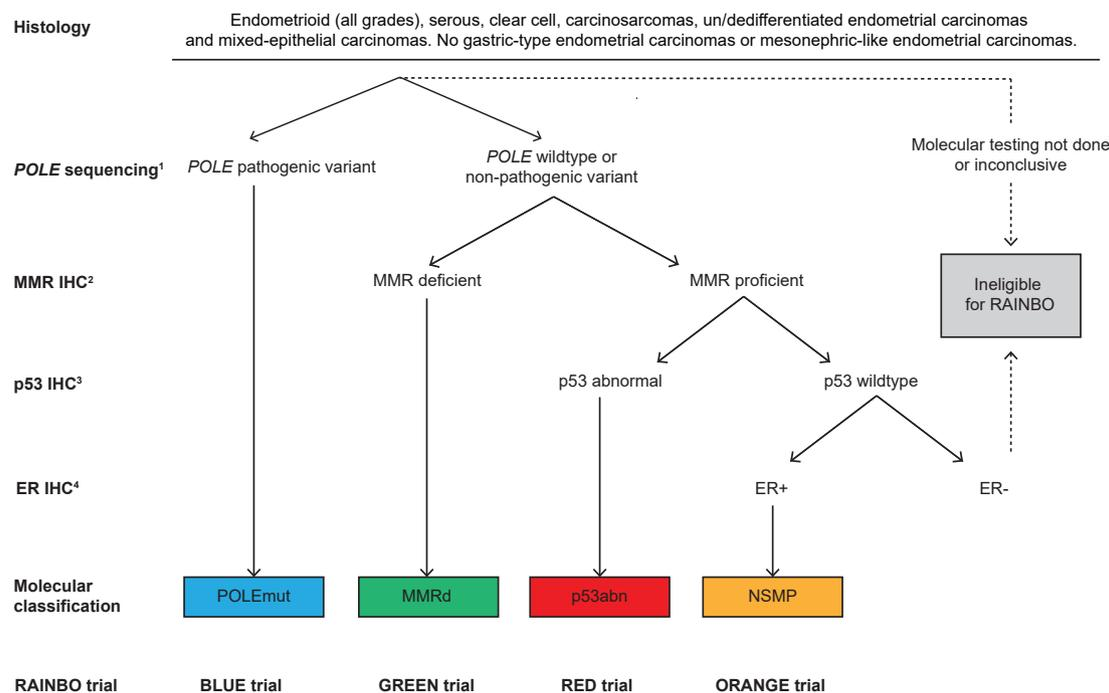 Histology
Endometrioid (all grades), serous, clear cell, carcinosarcomas, un/dedifferentiated endometrial carcinomas
and mixed-epithelial carcinomas. No gastric-type endometrial carcinomas or mesonephric-like endometrial carcinomas.
POLE sequencing¹
POLE pathogenic variant
POLE wildtype or
non-pathogenic variant
Molecular testing not done
or inconclusive
MMR IHC²
MMR deficient
MMR proficient
Ineligible
for RAINBO
p53 IHC³
p53 abnormal
p53 wildtype
ER IHC⁴
ER+
ER-
Molecular
classification
POLEmut
MMRd
p53abn
NSMP
RAINBO trial
BLUE trial
GREEN trial
RED trial
ORANGE trial